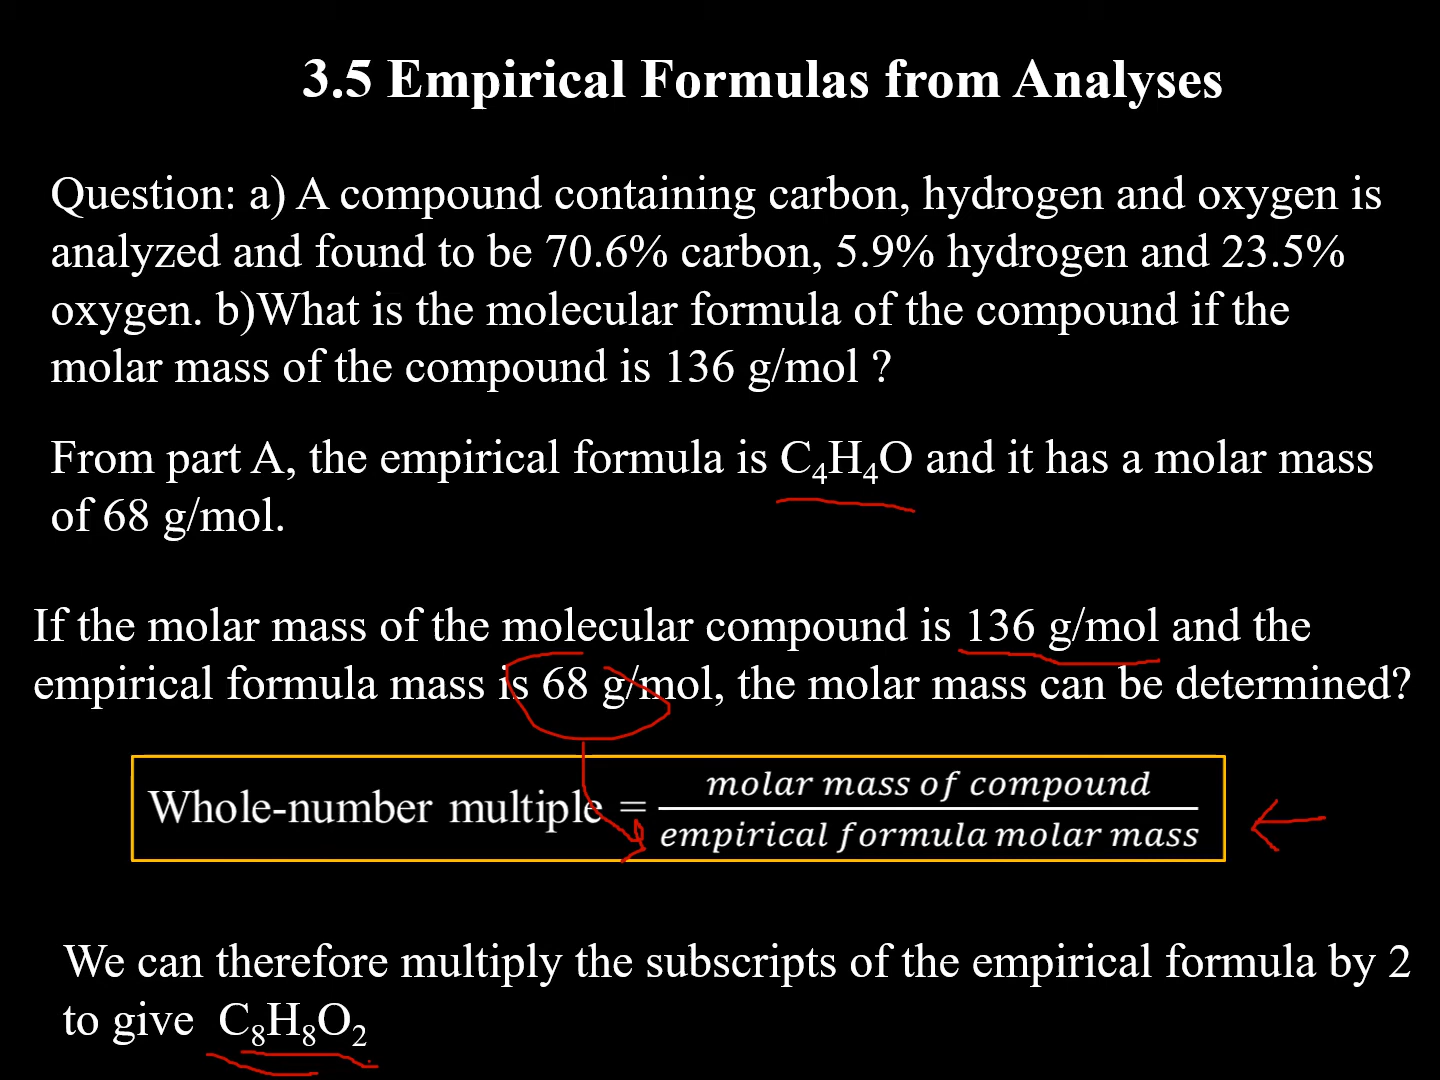 3.5 Empirical Formulas from Analyses
Question: a) A compound containing carbon, hydrogen and oxygen is
analyzed and found to be 70.6% carbon, 5.9% hydrogen and 23.5%
oxygen. b)What is the molecular formula of the compound if the
molar mass of the compound is 136 g/mol ?
From part A, the empirical formula is C₄H₄O and it has a molar mass
of 68 g/mol.
If the molar mass of the molecular compound is 136 g/mol and the
empirical formula mass is 68 g/mol, the molar mass can be determined?
Whole-number multiple = molar mass of compound / empirical formula molar mass
We can therefore multiply the subscripts of the empirical formula by 2
to give C₈H₈O₂